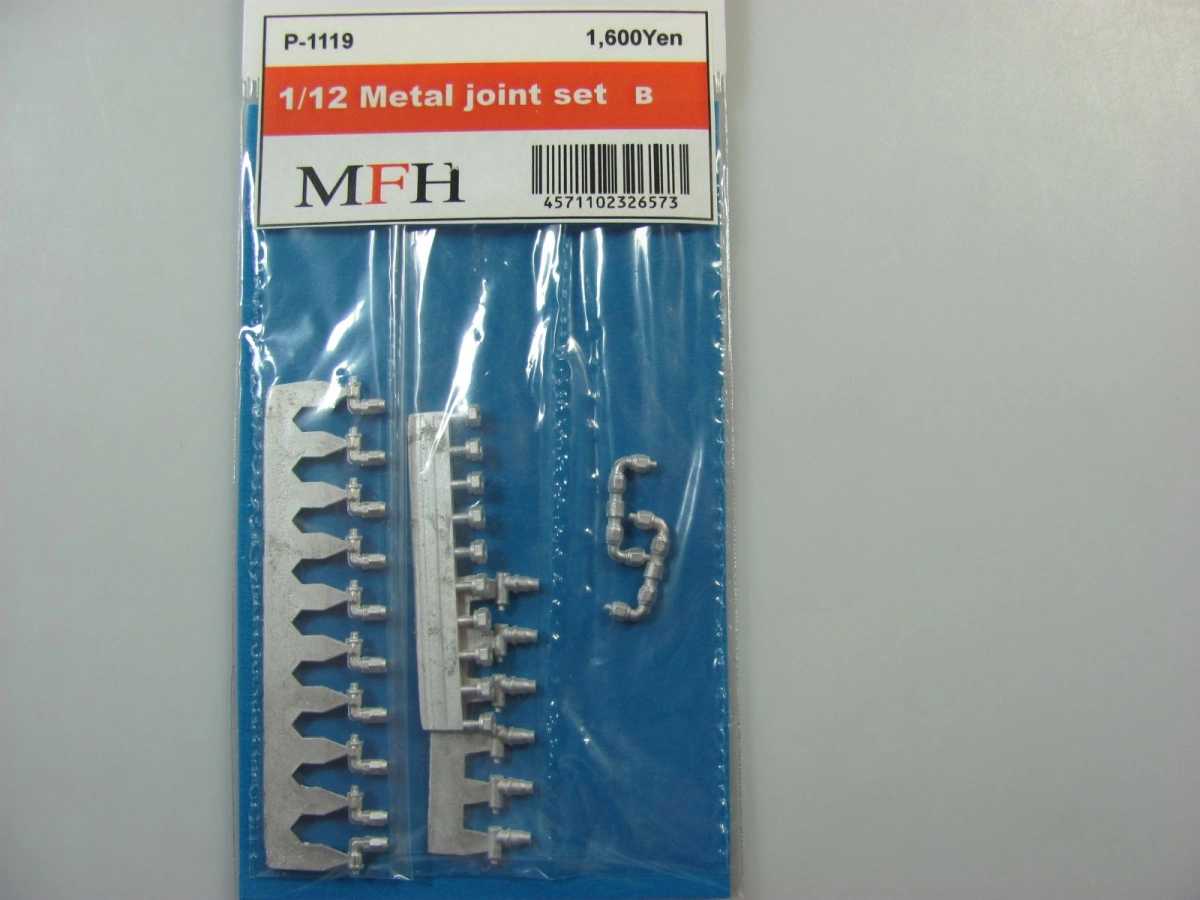 P-1119 1,600Yen
1/12 Metal joint set B
MFH
4571102326573